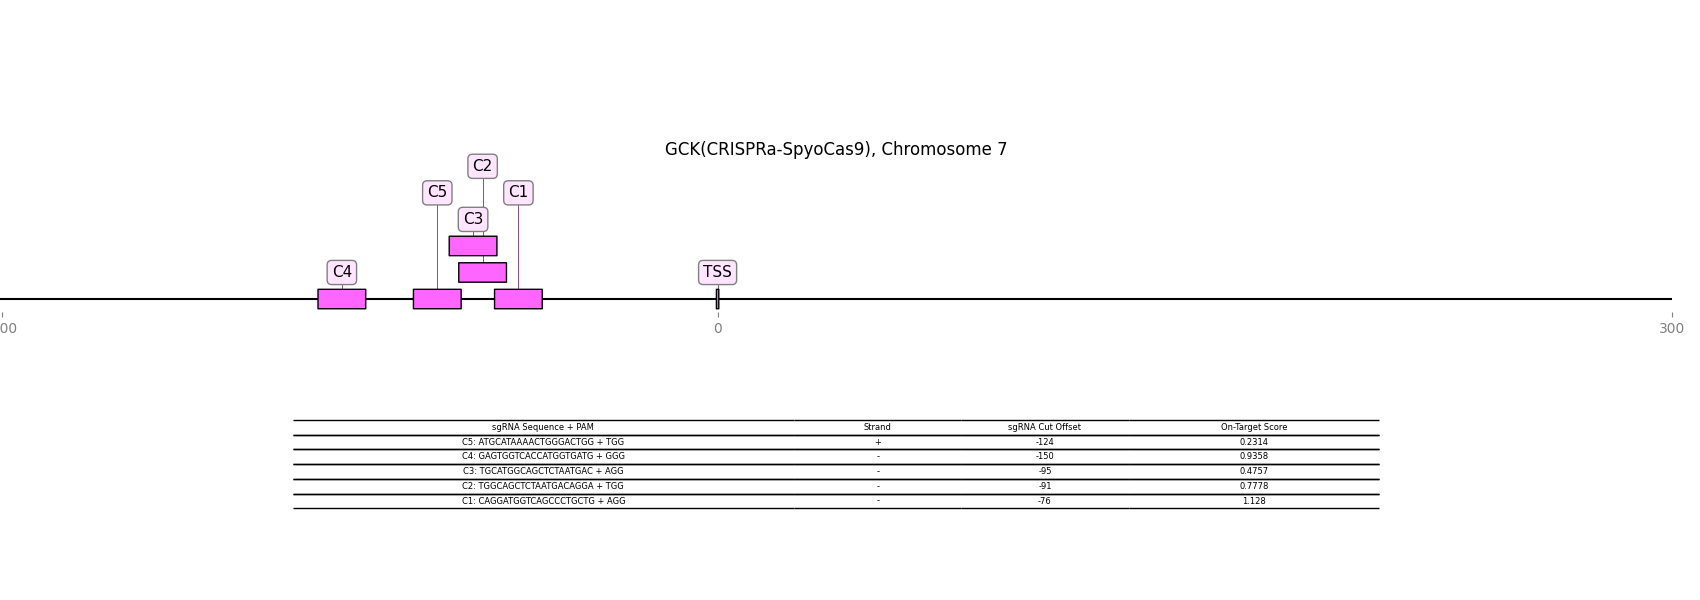 GCK(CRISPRa-SpyoCas9), Chromosome 7
C2
C5
C1
C3
C4
TSS
00
0
300
sgRNA Sequence + PAM Strand sgRNA Cut Offset On-Target Score
C5: ATGCATAAAACTGGGACTGG + TGG + -124 0.2314
C4: GAGTGGTCACCATGGTGATG + GGG - -150 0.9358
C3: TGCATGGCAGCTCTAATGAC + AGG - -95 0.4757
C2: TGGCAGCTCTAATGACAGGA + TGG - -91 0.7778
C1: CAGGATGGTCAGCCCTGCTG + AGG - -76 1.128